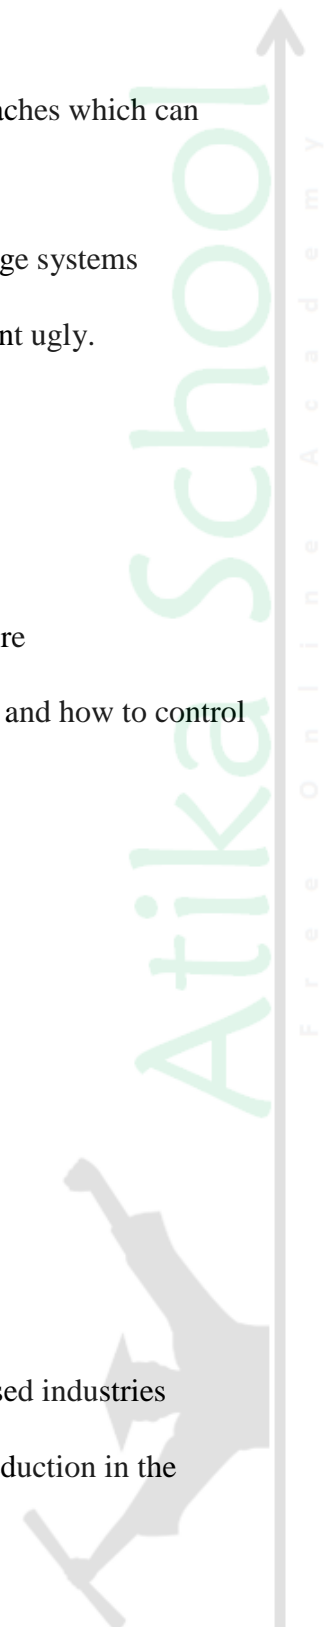 aches which can
ge systems
nt ugly.
re
and how to control
sed industries
duction in the
Atika School
Free Online Academy